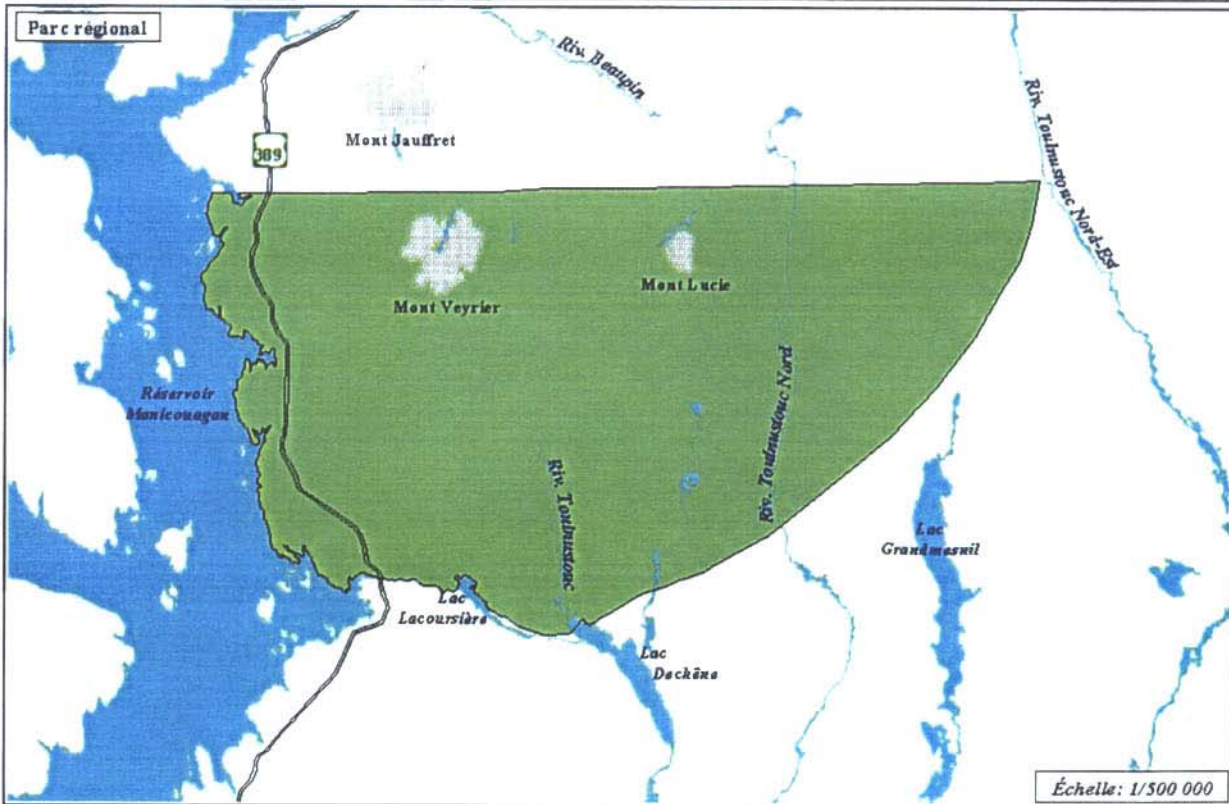 Parc régional
Riv. Beaupin
Riv. Toulnustouc Nord-Est
Mont Jauffret
389
Mont Veyrier
Mont Lucie
Réservoir
Manicouagan
Riv. Toulnustouc Nord
Riv. Toulnustouc
Lac
Grandmesnil
Lac
Lacoursière
Lac
Dechêne
Échelle: 1/500 000